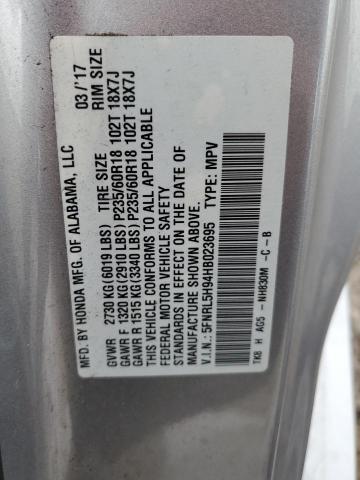 MFD. BY HONDA MFG. OF ALABAMA, LLC 03/'17
TIRE SIZE RIM SIZE
GVWR 2730 KG(6019 LBS)
GAWR F 1320 KG(2910 LBS) P235/60R18 102T 18X7J
GAWR R 1515 KG(3340 LBS) P235/60R18 102T 18X7J
THIS VEHICLE CONFORMS TO ALL APPLICABLE
FEDERAL MOTOR VEHICLE SAFETY
STANDARDS IN EFFECT ON THE DATE OF
MANUFACTURE SHOWN ABOVE.
V.I.N.: 5FNRL5H94HB023695 TYPE: MPV
TK8 H AG5 -NH830M -C -B